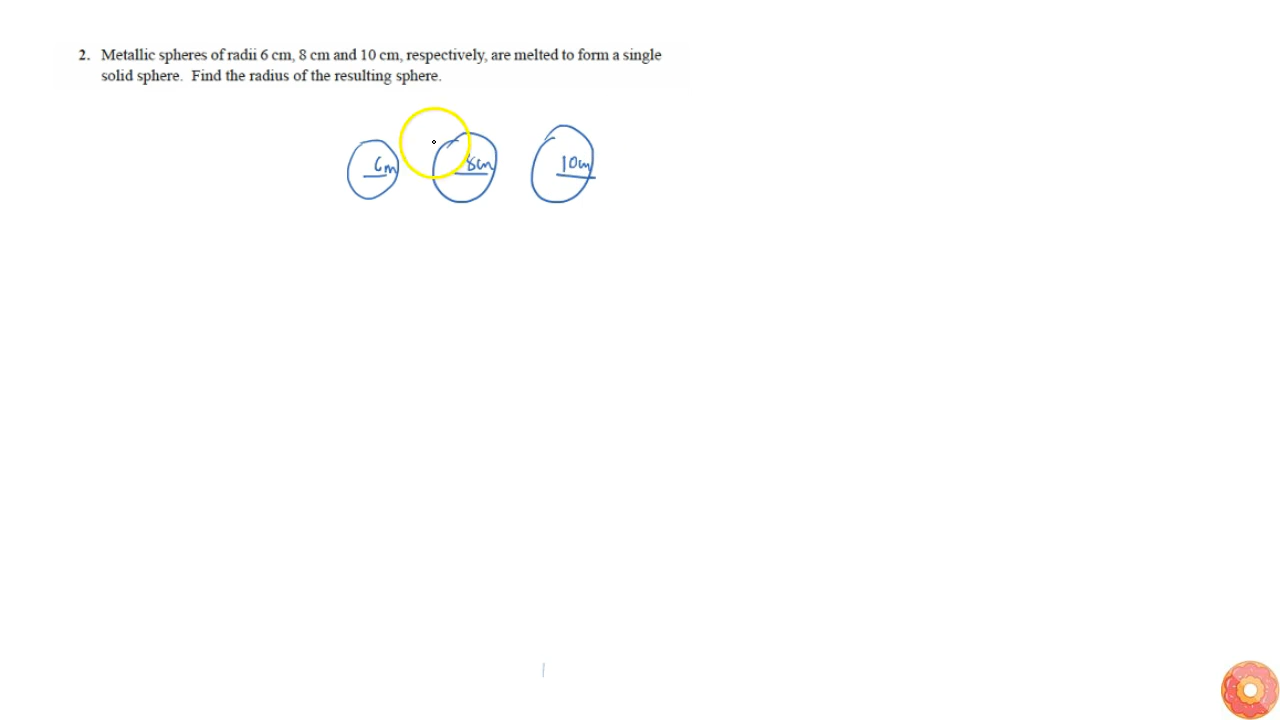 2. Metallic spheres of radii 6 cm, 8 cm and 10 cm, respectively, are melted to form a single
solid sphere. Find the radius of the resulting sphere.
6m 8cm 10cm